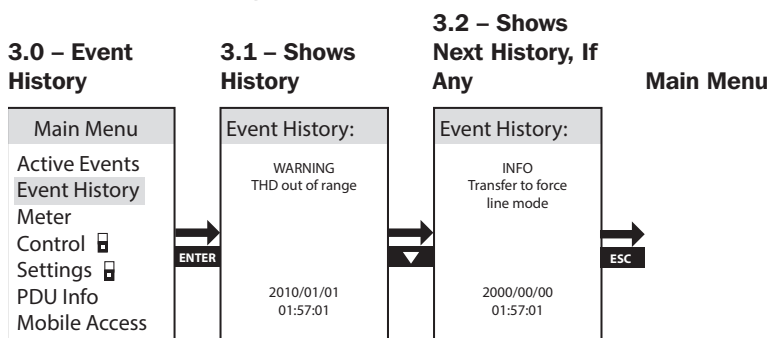 3.0 – Event
History
3.1 – Shows
History
3.2 – Shows
Next History, If
Any
Main Menu
Main Menu
Active Events
Event History
Meter
Control
Settings
PDU Info
Mobile Access
ENTER
Event History:
WARNING
THD out of range
2010/01/01
01:57:01
Event History:
INFO
Transfer to force
line mode
2000/00/00
01:57:01
ESC